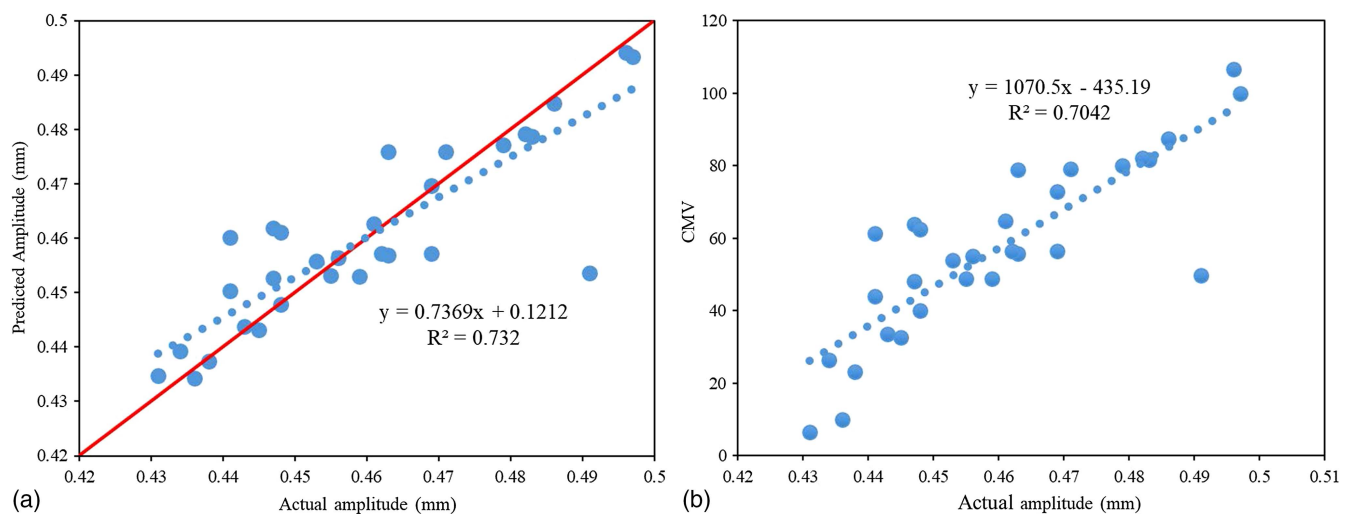 0.5
0.49
0.48
0.47
0.46
0.45
0.44
0.43
0.42
Predicted Amplitude (mm)
y = 0.7369x + 0.1212
R² = 0.732
0.42 0.43 0.44 0.45 0.46 0.47 0.48 0.49 0.5
Actual amplitude (mm)
(a)
120
100
80
60
40
20
0
CMV
y = 1070.5x - 435.19
R² = 0.7042
0.42 0.43 0.44 0.45 0.46 0.47 0.48 0.49 0.5 0.51
Actual amplitude (mm)
(b)